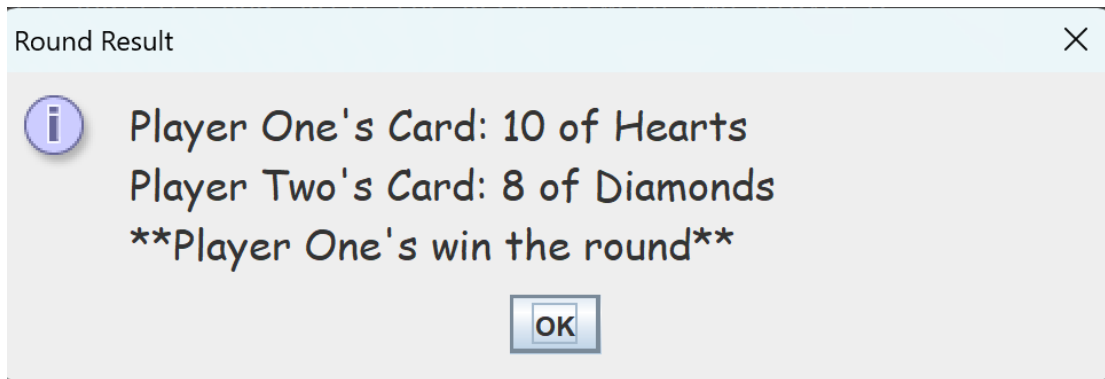 Round Result
Player One's Card: 10 of Hearts
Player Two's Card: 8 of Diamonds
**Player One's win the round**
OK